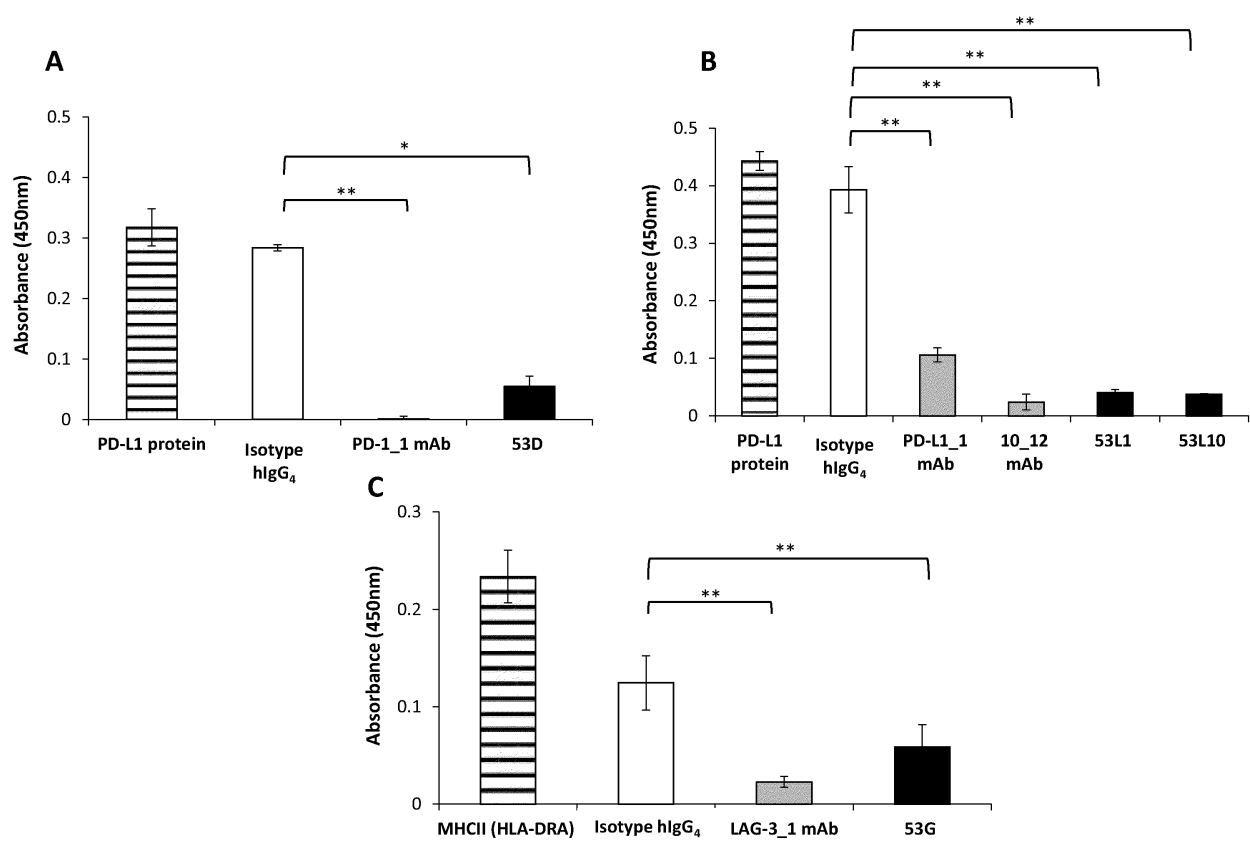 A
Absorbance (450nm)
0.5
0.4
0.3
0.2
0.1
0
*
**
PD-L1 protein
Isotype
hIgG4
PD-1_1 mAb
53D
B
Absorbance (450nm)
0.5
0.4
0.3
0.2
0.1
0
**
**
**
**
PD-L1
protein
Isotype
hIgG4
PD-L1_1
mAb
10_12
mAb
53L1
53L10
C
Absorbance (450nm)
0.3
0.2
0.1
0
**
**
MHCII (HLA-DRA)
Isotype hIgG4
LAG-3_1 mAb
53G